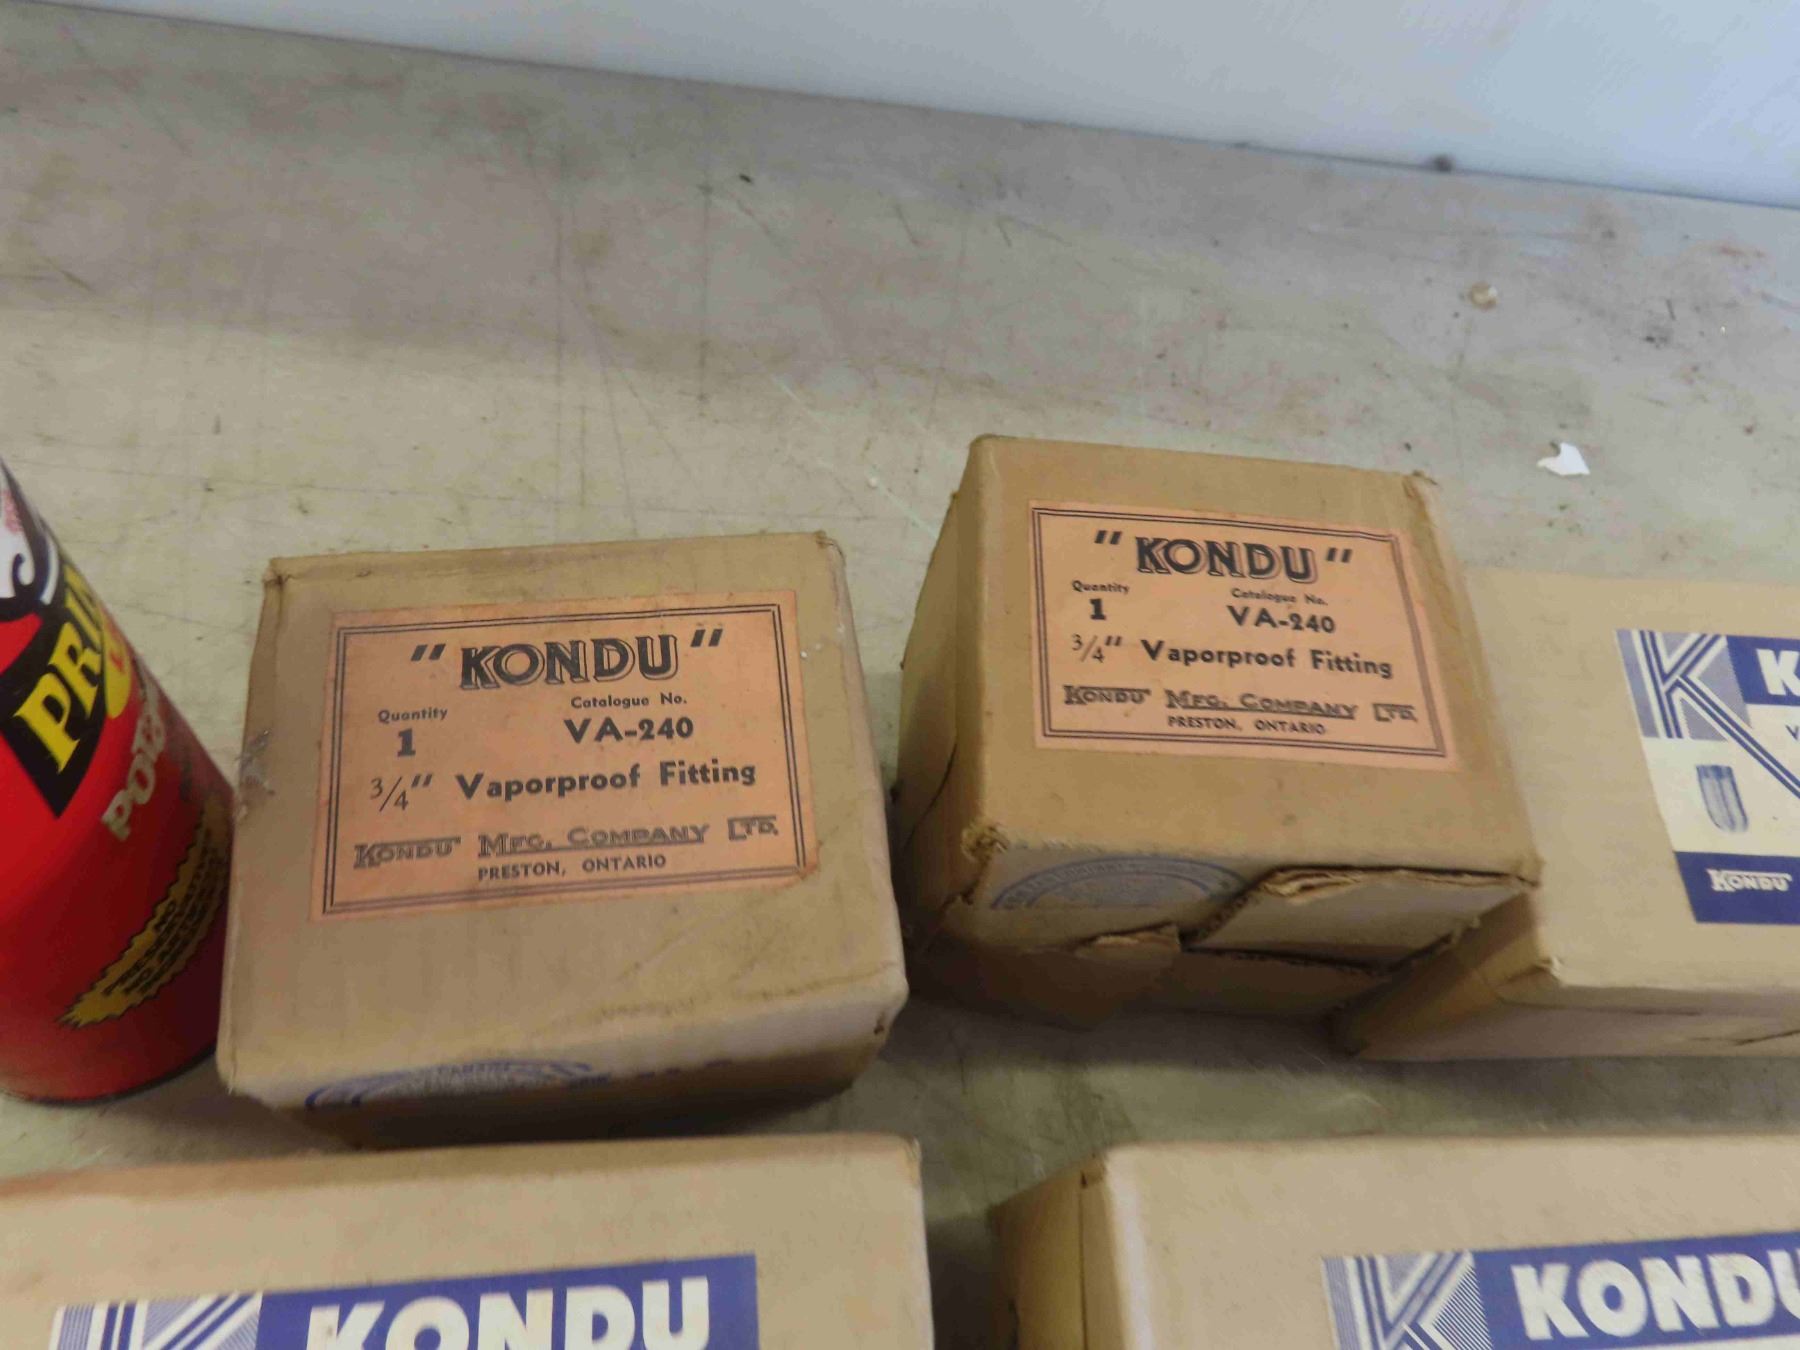 "KONDU"
Quantity
Catalogue No.
1
VA-240
3/4" Vaporproof Fitting
KONDU MFG. COMPANY LTD.
PRESTON, ONTARIO
"KONDU"
Quantity
Catalogue No.
1
VA-240
3/4" Vaporproof Fitting
KONDU MFG. COMPANY LTD.
PRESTON, ONTARIO
K
KONDU
KONDU
KONDU